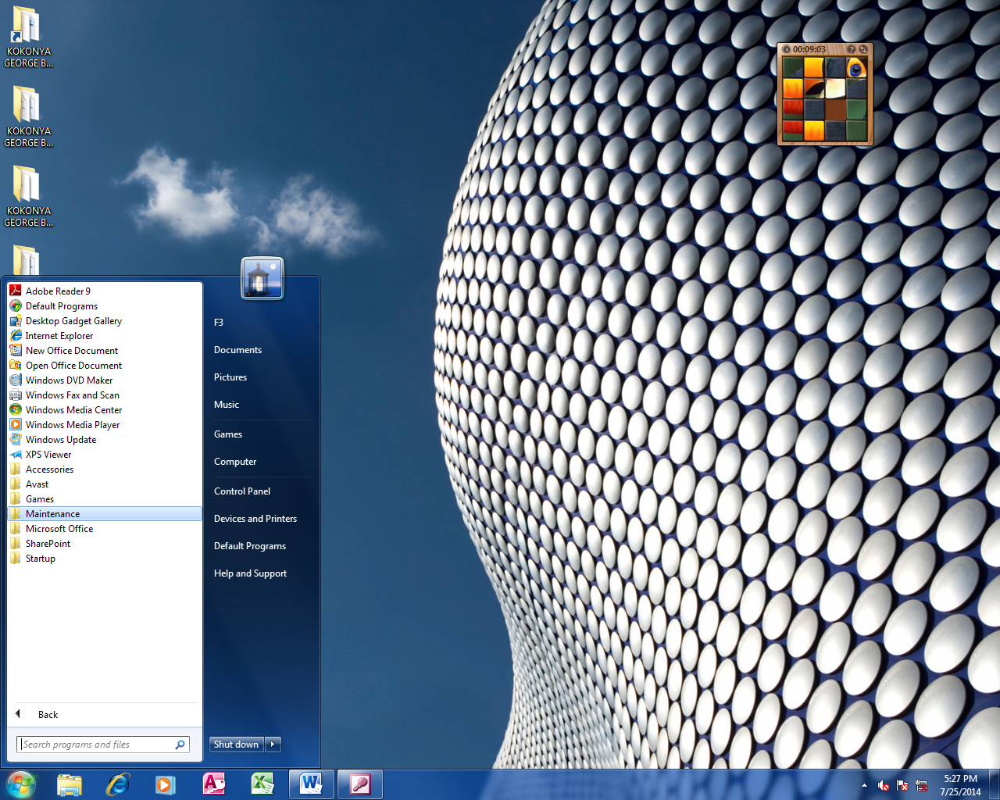 KOKONYA
GEORGE B...
KOKONYA
GEORGE B...
KOKONYA
GEORGE B...
00:09:03
?
Adobe Reader 9
Default Programs
Desktop Gadget Gallery
Internet Explorer
New Office Document
Open Office Document
Windows DVD Maker
Windows Fax and Scan
Windows Media Center
Windows Media Player
Windows Update
XPS Viewer
Accessories
Avast
Games
Maintenance
Microsoft Office
SharePoint
Startup
Back
Search programs and files
F3
Documents
Pictures
Music
Games
Computer
Control Panel
Devices and Printers
Default Programs
Help and Support
Shut down
5:27 PM
7/25/2014